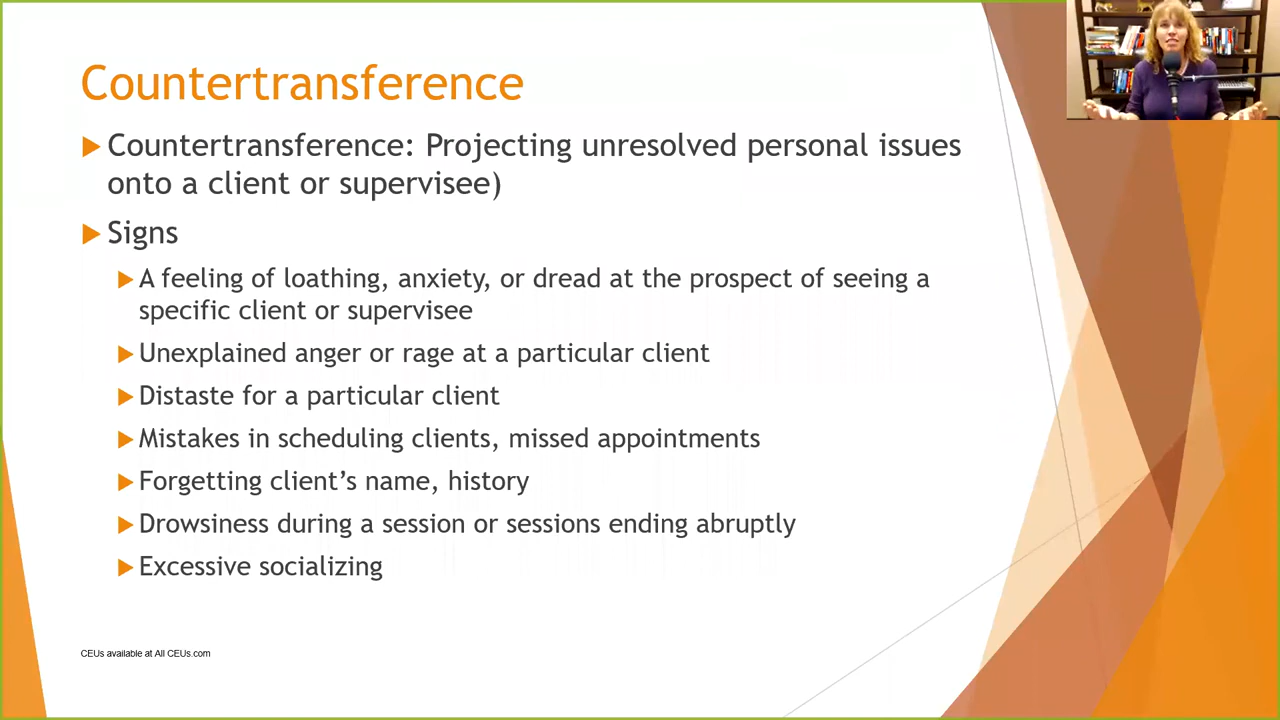 Countertransference
Countertransference: Projecting unresolved personal issues
onto a client or supervisee)
Signs
A feeling of loathing, anxiety, or dread at the prospect of seeing a
specific client or supervisee
Unexplained anger or rage at a particular client
Distaste for a particular client
Mistakes in scheduling clients, missed appointments
Forgetting client’s name, history
Drowsiness during a session or sessions ending abruptly
Excessive socializing
CEUs available at All CEUs.com